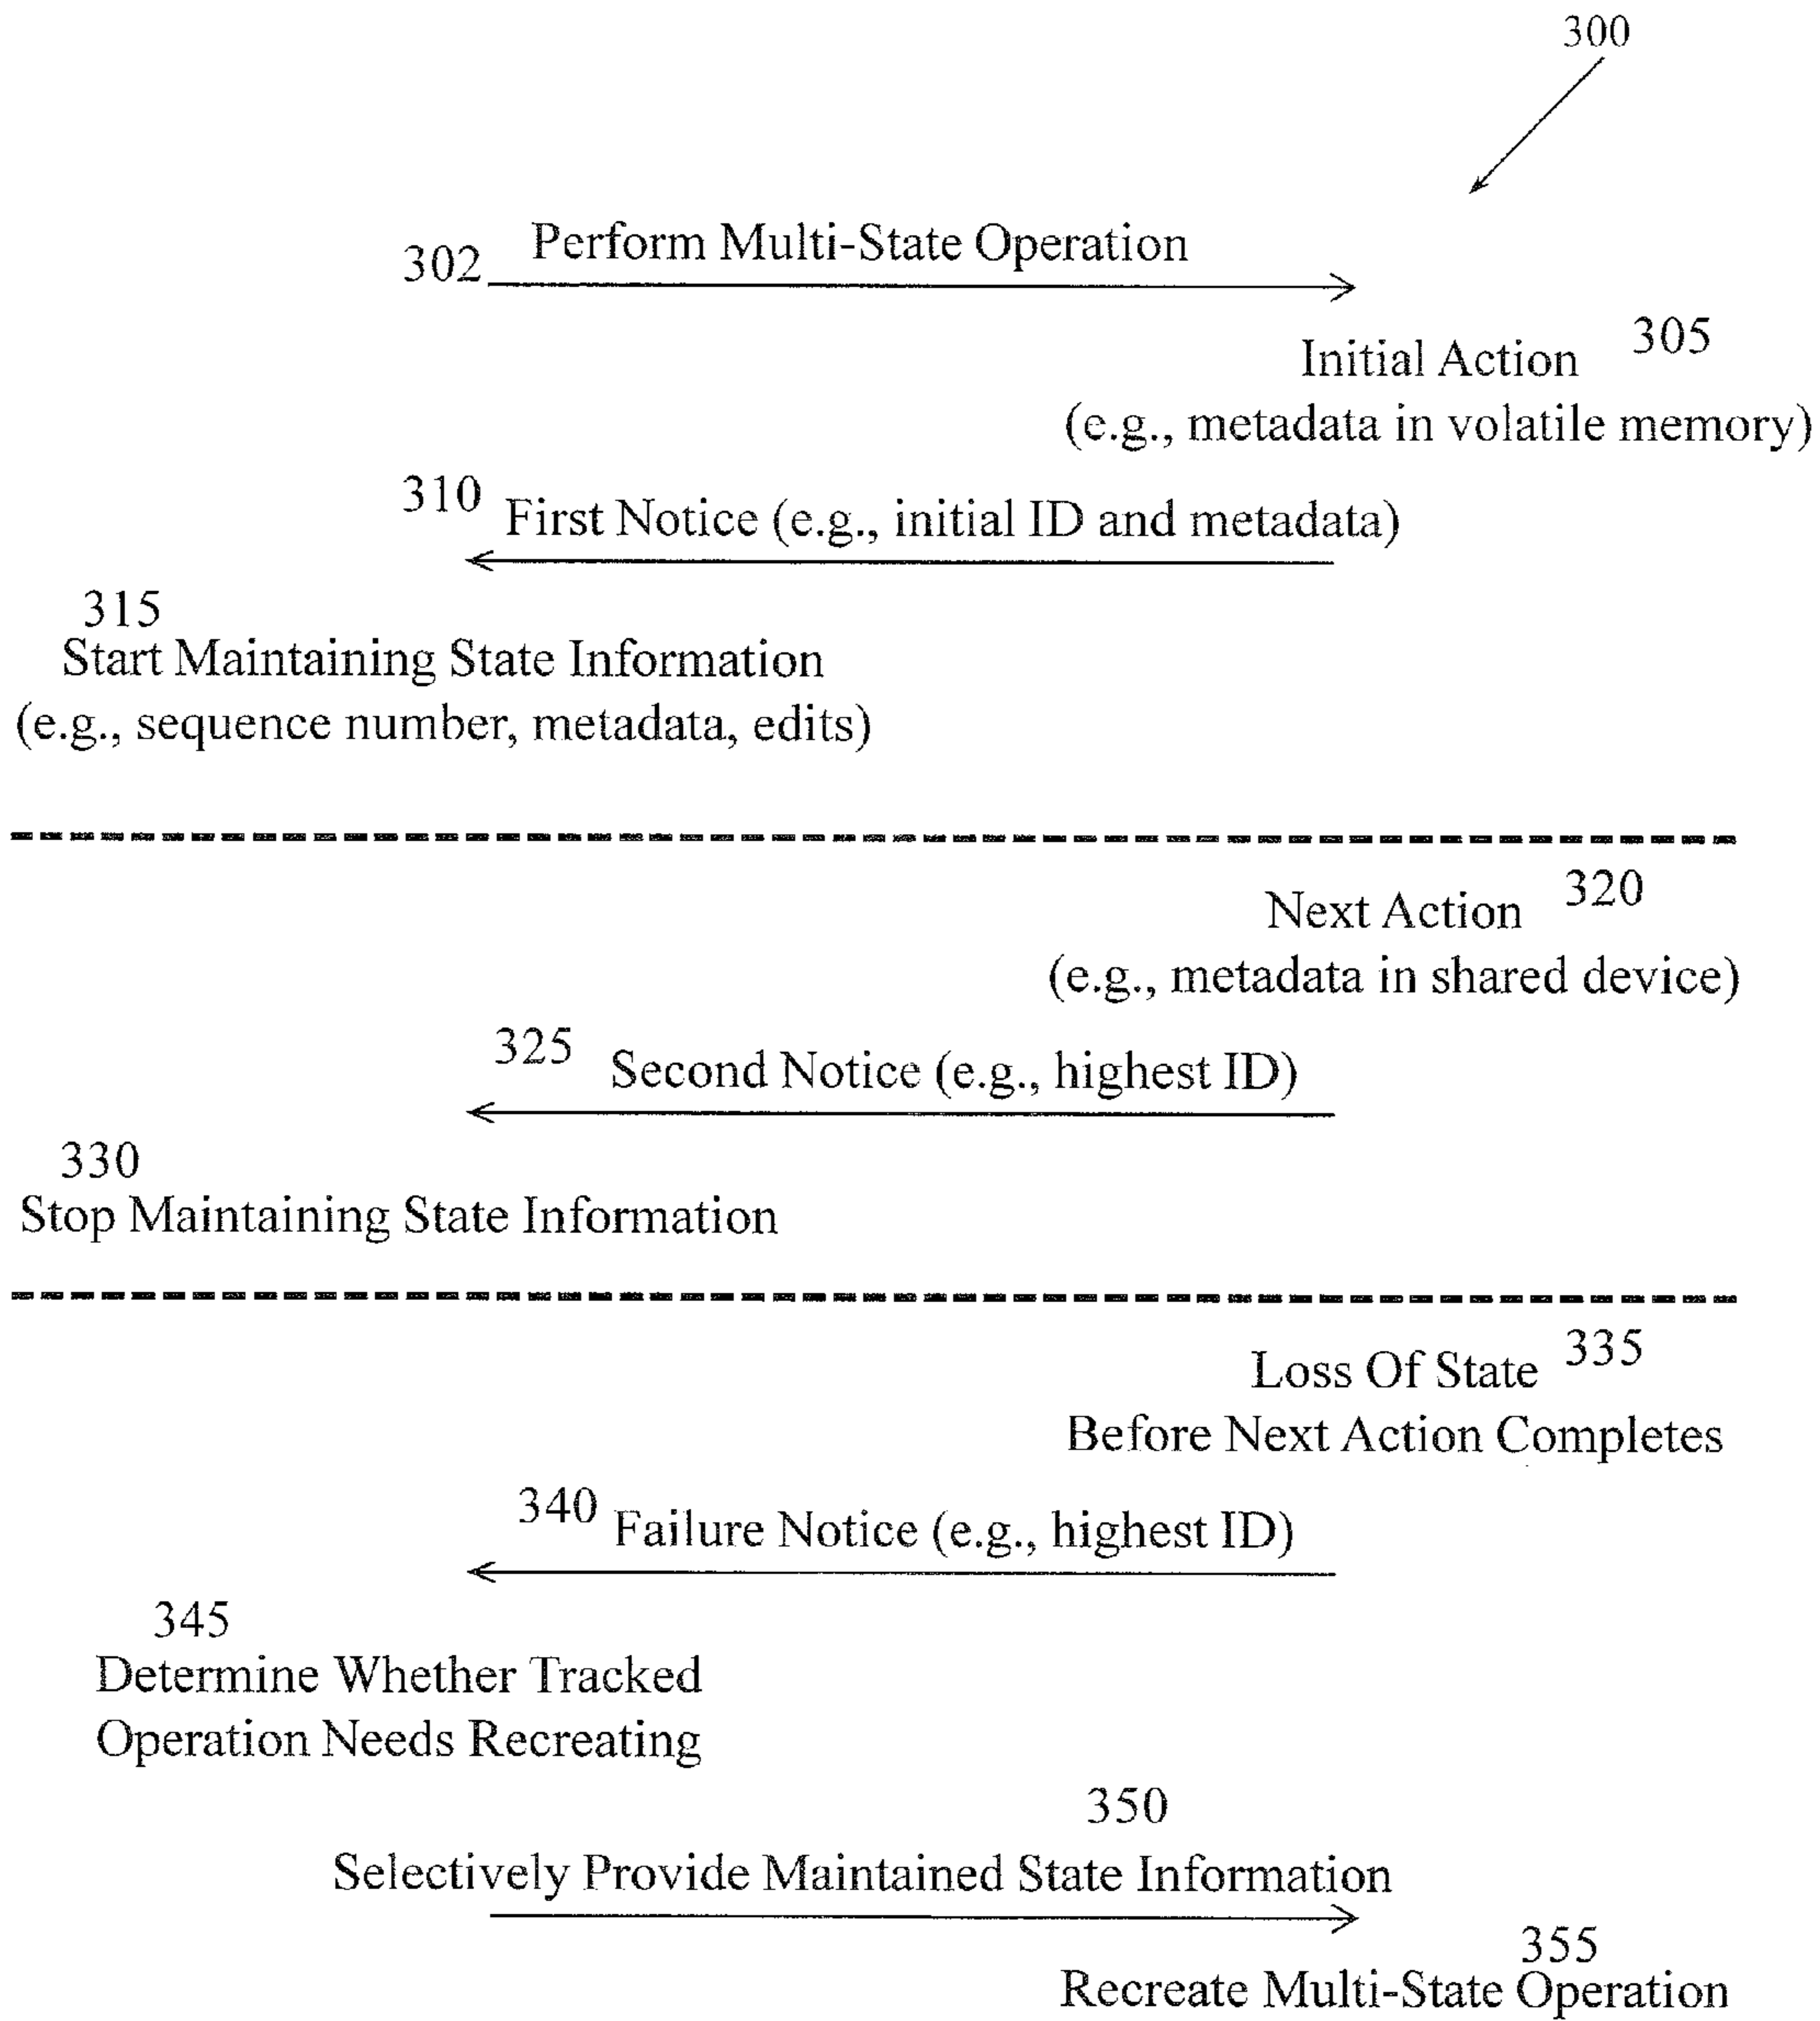 300
302 Perform Multi-State Operation
Initial Action 305
(e.g., metadata in volatile memory)
310 First Notice (e.g., initial ID and metadata)
315
Start Maintaining State Information
(e.g., sequence number, metadata, edits)
Next Action 320
(e.g., metadata in shared device)
325 Second Notice (e.g., highest ID)
330
Stop Maintaining State Information
Loss Of State 335
Before Next Action Completes
340 Failure Notice (e.g., highest ID)
345
Determine Whether Tracked
Operation Needs Recreating
350
Selectively Provide Maintained State Information
355
Recreate Multi-State Operation